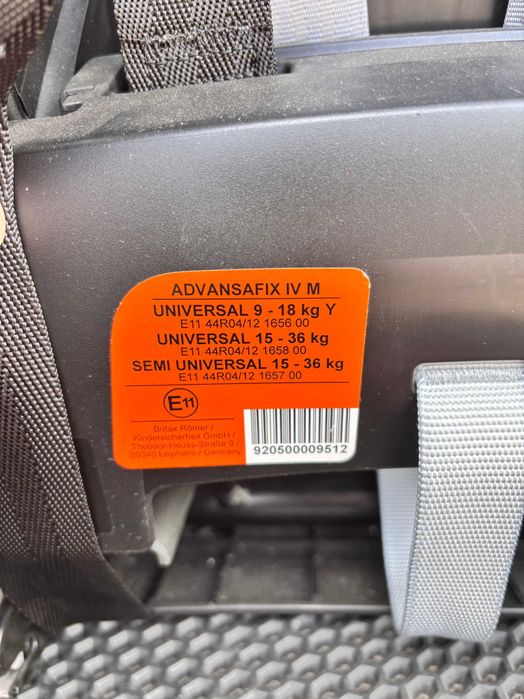 ADVANSAFIX IV M
UNIVERSAL 9 - 18 kg Y
E11 44R04/12 1656 00
UNIVERSAL 15 - 36 kg
E11 44R04/12 1658 00
SEMI UNIVERSAL 15 - 36 kg
E11 44R04/12 1657 00
E11
Britax Römer /
Kindersicherheit GmbH /
Theodor-Heuss-Straße 9 /
89340 Leipheim / Germany
920500009512